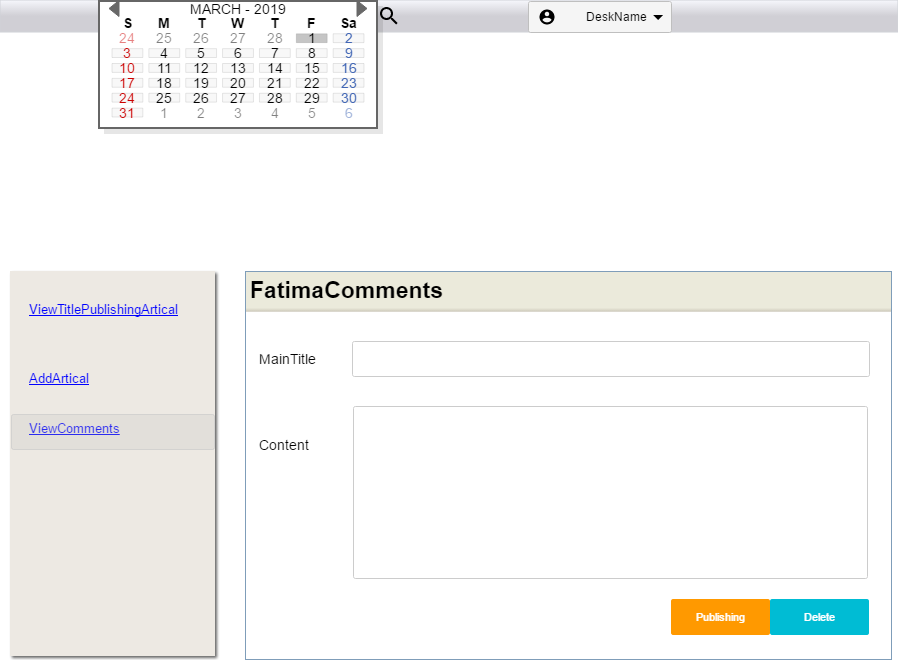 MARCH - 2019
S M T W T F Sa
24 25 26 27 28 1 2
3 4 5 6 7 8 9
10 11 12 13 14 15 16
17 18 19 20 21 22 23
24 25 26 27 28 29 30
31 1 2 3 4 5 6
DeskName
ViewTitlePublishingArtical
AddArtical
ViewComments
FatimaComments
MainTitle
Content
Publishing Delete